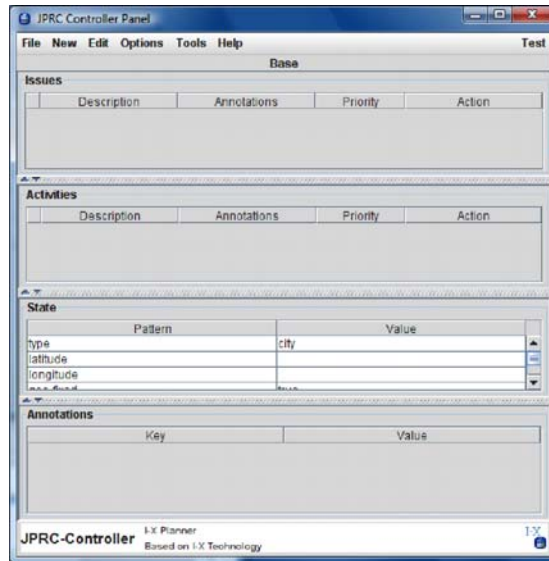 JPRC Controller Panel
File New Edit Options Tools Help Test
Base
Issues
Description Annotations Priority Action
Activities
Description Annotations Priority Action
State
Pattern Value
type city
latitude
longitude
Annotations
Key Value
JPRC-Controller
I-X Planner
Based on I-X Technology
I-X